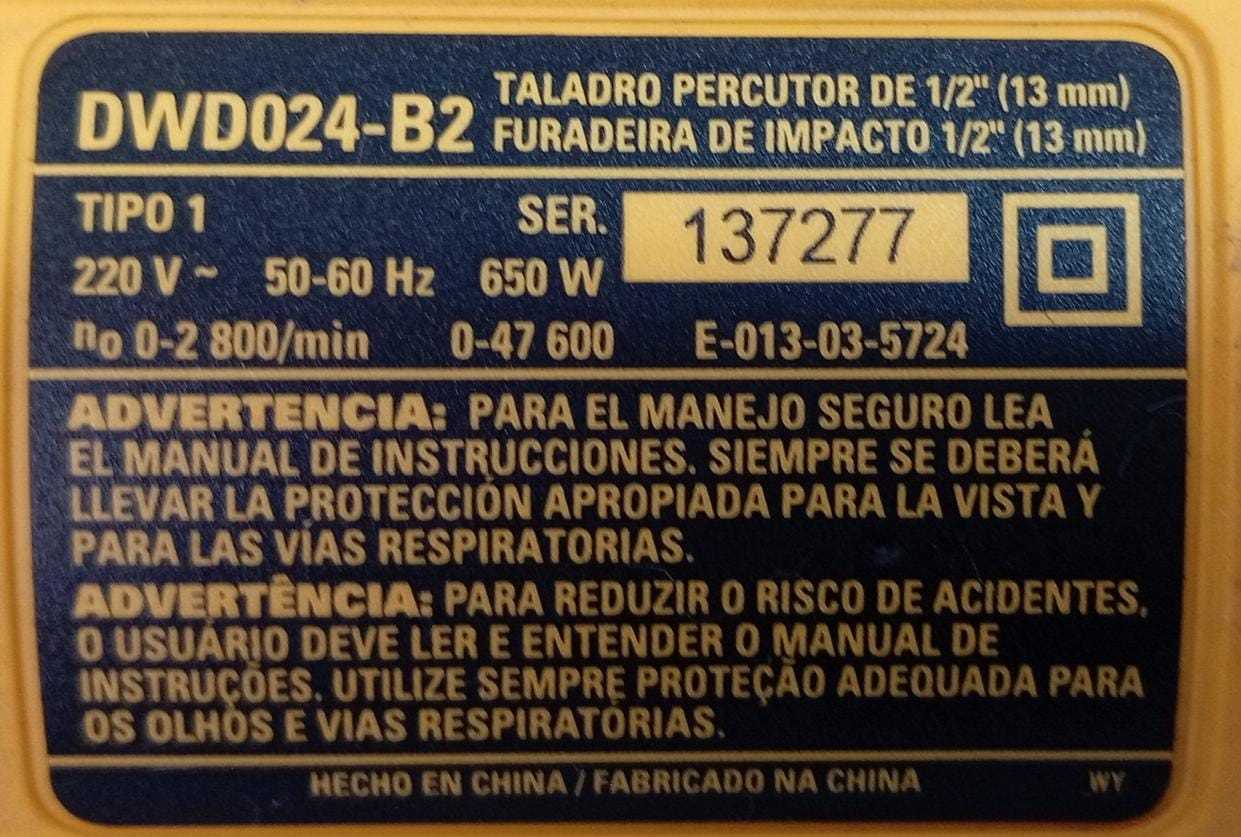 DWD024-B2 TALADRO PERCUTOR DE 1/2" (13 mm)
FURADEIRA DE IMPACTO 1/2" (13 mm)
TIPO 1 SER. 137277
220 V ~ 50-60 Hz 650 W
no 0-2 800/min 0-47 600 E-013-03-5724
ADVERTENCIA: PARA EL MANEJO SEGURO LEA
EL MANUAL DE INSTRUCCIONES. SIEMPRE SE DEBERÁ
LLEVAR LA PROTECCIÓN APROPIADA PARA LA VISTA Y
PARA LAS VÍAS RESPIRATORIAS.
ADVERTÊNCIA: PARA REDUZIR O RISCO DE ACIDENTES,
O USUÁRIO DEVE LER E ENTENDER O MANUAL DE
INSTRUÇÕES. UTILIZE SEMPRE PROTEÇÃO ADEQUADA PARA
OS OLHOS E VIAS RESPIRATÓRIAS.
HECHO EN CHINA / FABRICADO NA CHINA WY